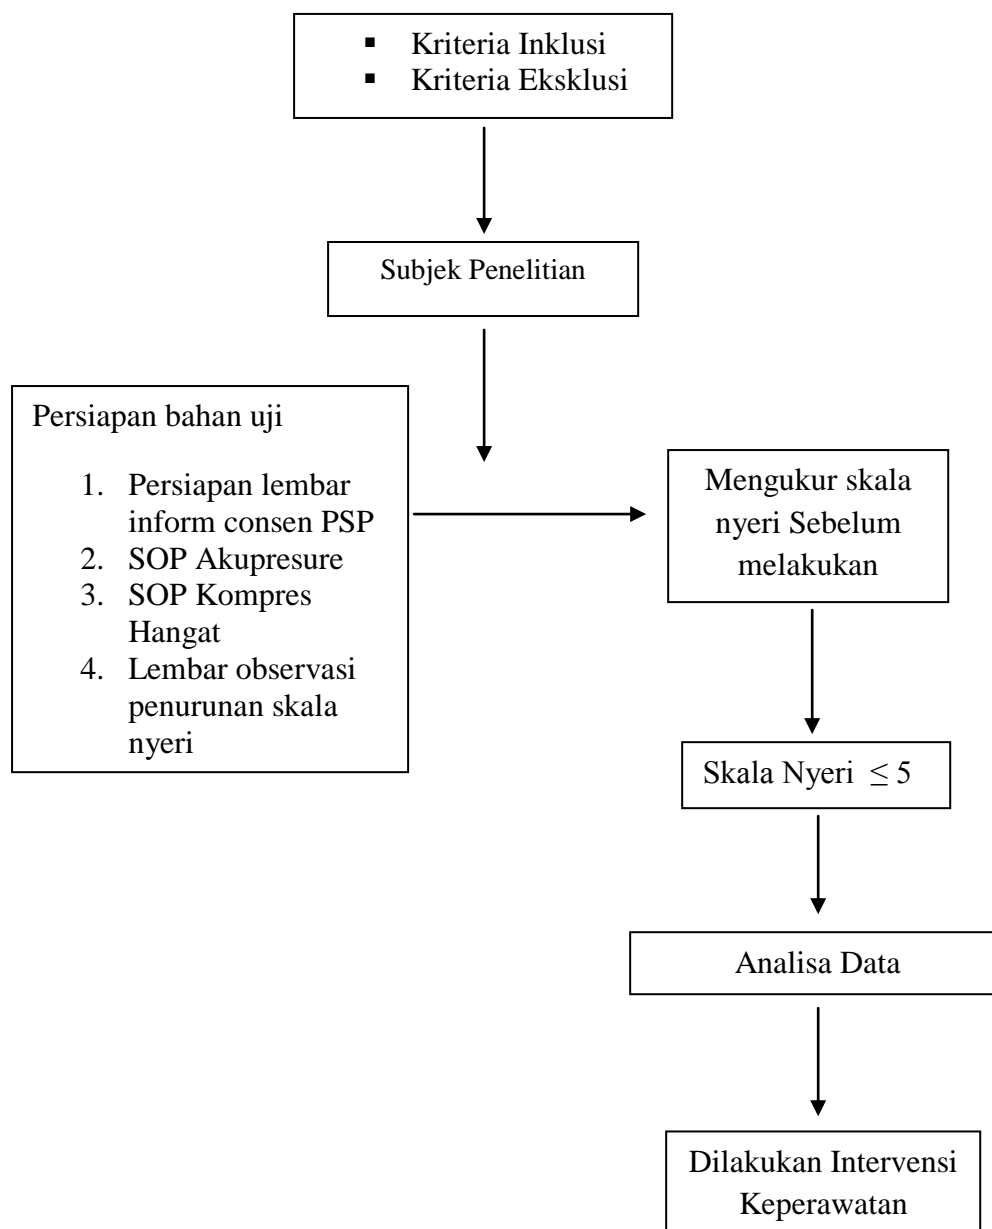 ▪ Kriteria Inklusi
▪ Kriteria Eksklusi
Subjek Penelitian
Persiapan bahan uji
1. Persiapan lembar
inform consen PSP
2. SOP Akupresure
3. SOP Kompres
Hangat
4. Lembar observasi
penurunan skala
nyeri
Mengukur skala
nyeri Sebelum
melakukan
Skala Nyeri ≤ 5
Analisa Data
Dilakukan Intervensi
Keperawatan